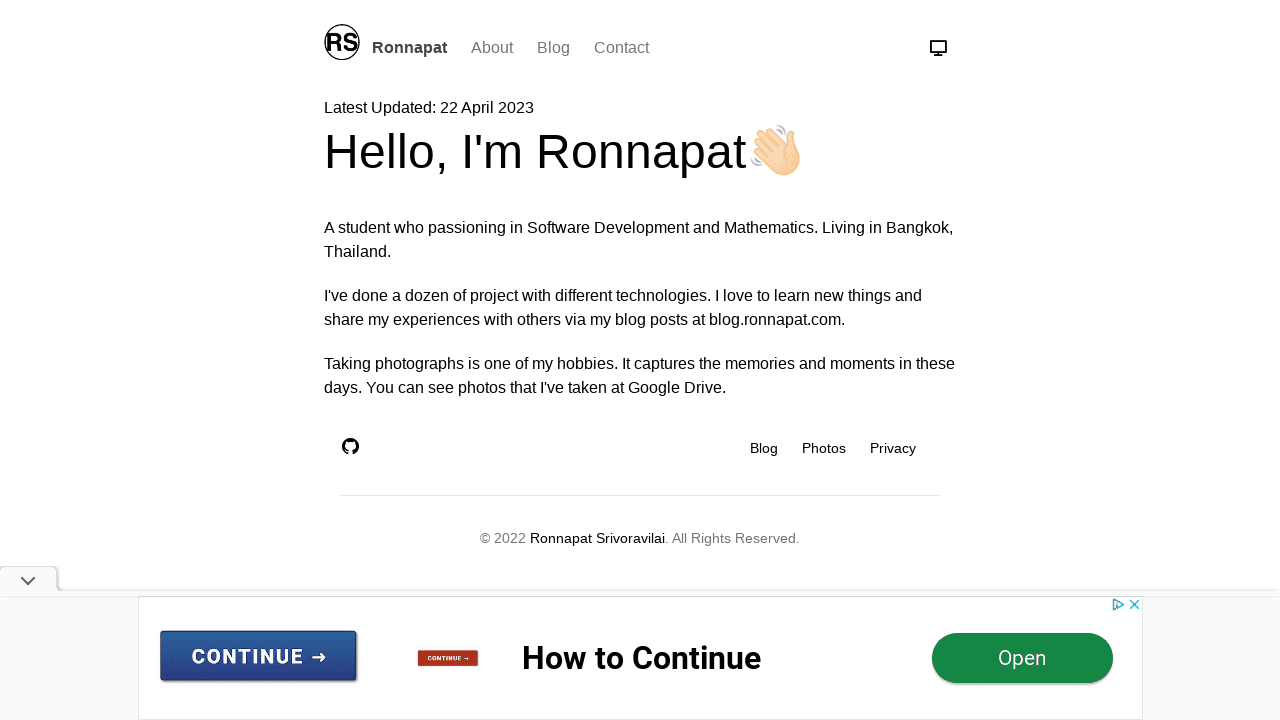 RS Ronnapat About Blog Contact
Latest Updated: 22 April 2023
Hello, I'm Ronnapat
A student who passioning in Software Development and Mathematics. Living in Bangkok,
Thailand.
I've done a dozen of project with different technologies. I love to learn new things and
share my experiences with others via my blog posts at blog.ronnapat.com.
Taking photographs is one of my hobbies. It captures the memories and moments in these
days. You can see photos that I've taken at Google Drive.
Blog Photos Privacy
© 2022 Ronnapat Srivoravilai. All Rights Reserved.
CONTINUE → CONTINUE → How to Continue Open